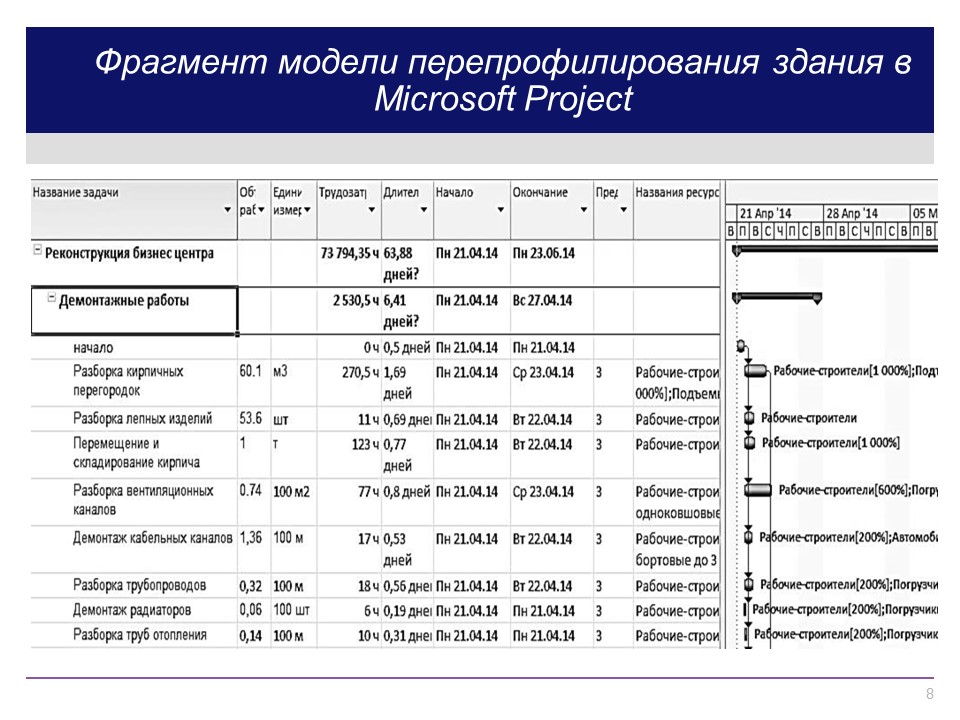 Фрагмент модели перепрофилирования здания в
Microsoft Project
Название задачи
Об'
раб
Едини
измер
Трудозат
Длител
Начало
Окончание
Пред
Названия ресурс
21 Апр '14
28 Апр '14
05 М
В П В С Ч П С В П В С Ч П С В П В
Реконструкция бизнес центра 73 794,35 ч 63,88 Пн 21.04.14 Пн 23.06.14
дней?
Демонтажные работы 2 530,5 ч 6,41 Пн 21.04.14 Вс 27.04.14
дней?
начало 0 ч 0,5 дней Пн 21.04.14 Пн 21.04.14
Разборка кирпичных 60.1 м3 270,5 ч 1,69 Пн 21.04.14 Ср 23.04.14 3 Рабочие-строи Рабочие-строители[1 000%];Подт
перегородок дней 000%];Подъемн
Разборка лепных изделий 53.6 шт 11 ч 0,69 дней Пн 21.04.14 Вт 22.04.14 3 Рабочие-строи Рабочие-строители
Перемещение и 1 т 123 ч 0,77 Пн 21.04.14 Вт 22.04.14 3 Рабочие-строи Рабочие-строители[1 000%]
складирование кирпича дней
Разборка вентиляционных 0.74 100 м2 77 ч 0,8 дней Пн 21.04.14 Ср 23.04.14 3 Рабочие-строи Рабочие-строители[600%];Погру
каналов одноковшовые
Демонтаж кабельных каналов 1,36 100 м 17 ч 0,53 Пн 21.04.14 Вт 22.04.14 3 Рабочие-строи Рабочие-строители[200%];Автомоби
дней бортовые до 3
Разборка трубопроводов 0,32 100 м 18 ч 0,56 дней Пн 21.04.14 Вт 22.04.14 3 Рабочие-строи Рабочие-строители[200%];Погрузчи
Демонтаж радиаторов 0,06 100 шт 6 ч 0,19 дней Пн 21.04.14 Пн 21.04.14 3 Рабочие-строи Рабочие-строители[200%];Погрузчики
Разборка труб отопления 0,14 100 м 10 ч 0,31 дней Пн 21.04.14 Пн 21.04.14 3 Рабочие-строи Рабочие-строители[200%];Погрузчик
8